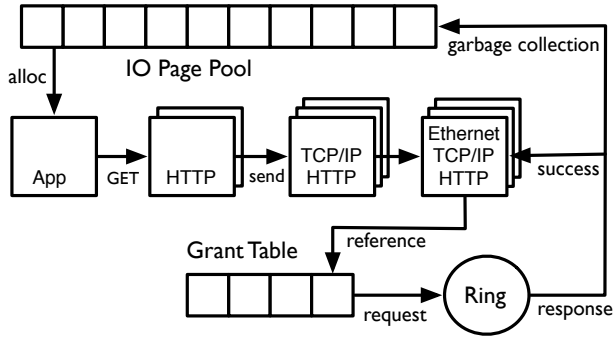 garbage collection
IO Page Pool
alloc
App
GET
HTTP
send
TCP/IP
HTTP
Ethernet
TCP/IP
HTTP
success
reference
Grant Table
request
Ring
response